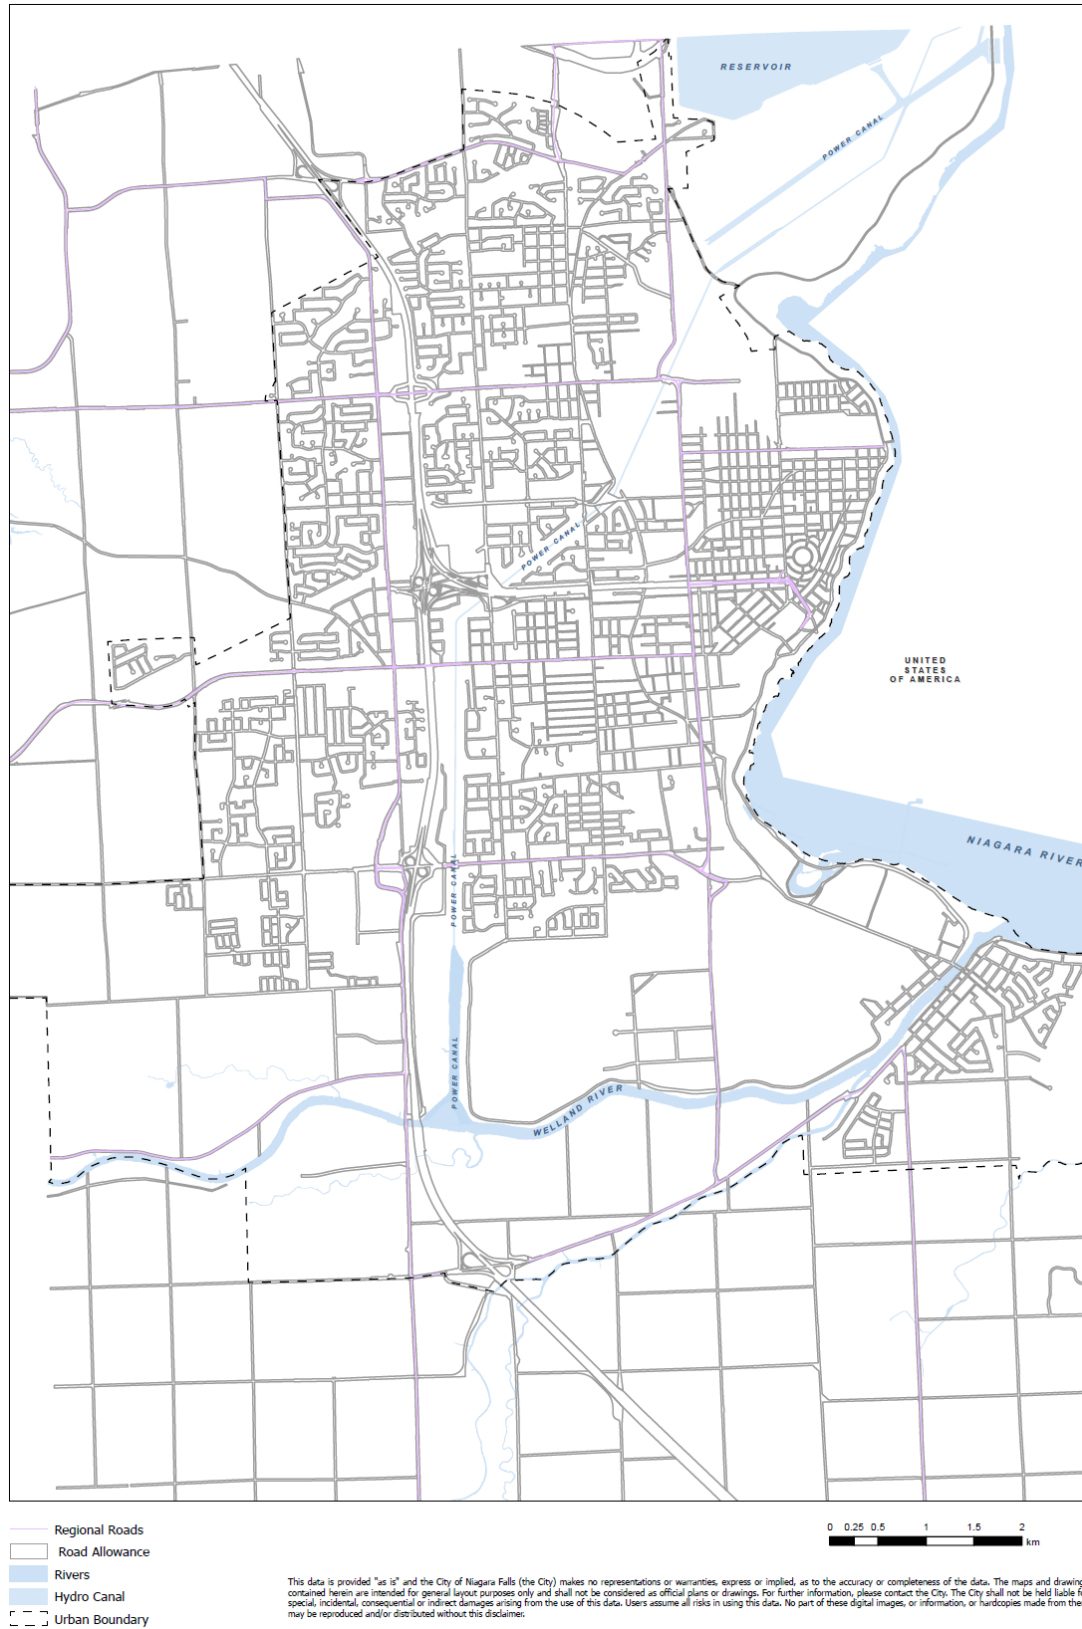 RESERVOIR
POWER CANAL
POWER CANAL
UNITED
STATES
OF AMERICA
NIAGARA RIVER
POWER CANAL
POWER CANAL
WELLAND RIVER
Regional Roads
Road Allowance
Rivers
Hydro Canal
Urban Boundary
0 0.25 0.5 1 1.5 2
km
This data is provided "as is" and the City of Niagara Falls (the City) makes no representations or warranties, express or implied, as to the accuracy or completeness of the data. The maps and drawing
contained herein are intended for general layout purposes only and shall not be considered as official plans or drawings. For further information, please contact the City. The City shall not be held liable f
special, incidental, consequential or indirect damages arising from the use of this data. Users assume all risks in using this data. No part of these digital images, or information, or hardcopies made from the
may be reproduced and/or distributed without this disclaimer.